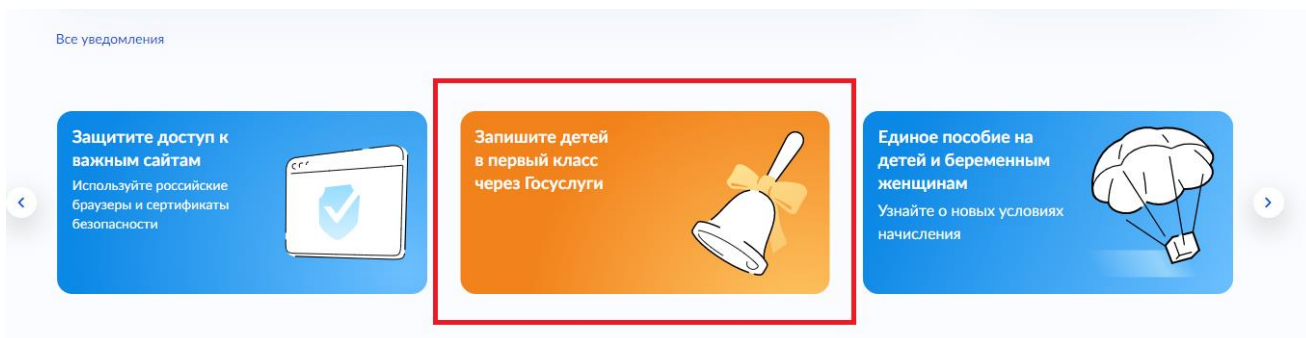 Все уведомления
Защитите доступ к
важным сайтам
Используйте российские
браузеры и сертификаты
безопасности
Запишите детей
в первый класс
через Госуслуги
Единое пособие на
детей и беременным
женщинам
Узнайте о новых условиях
начисления